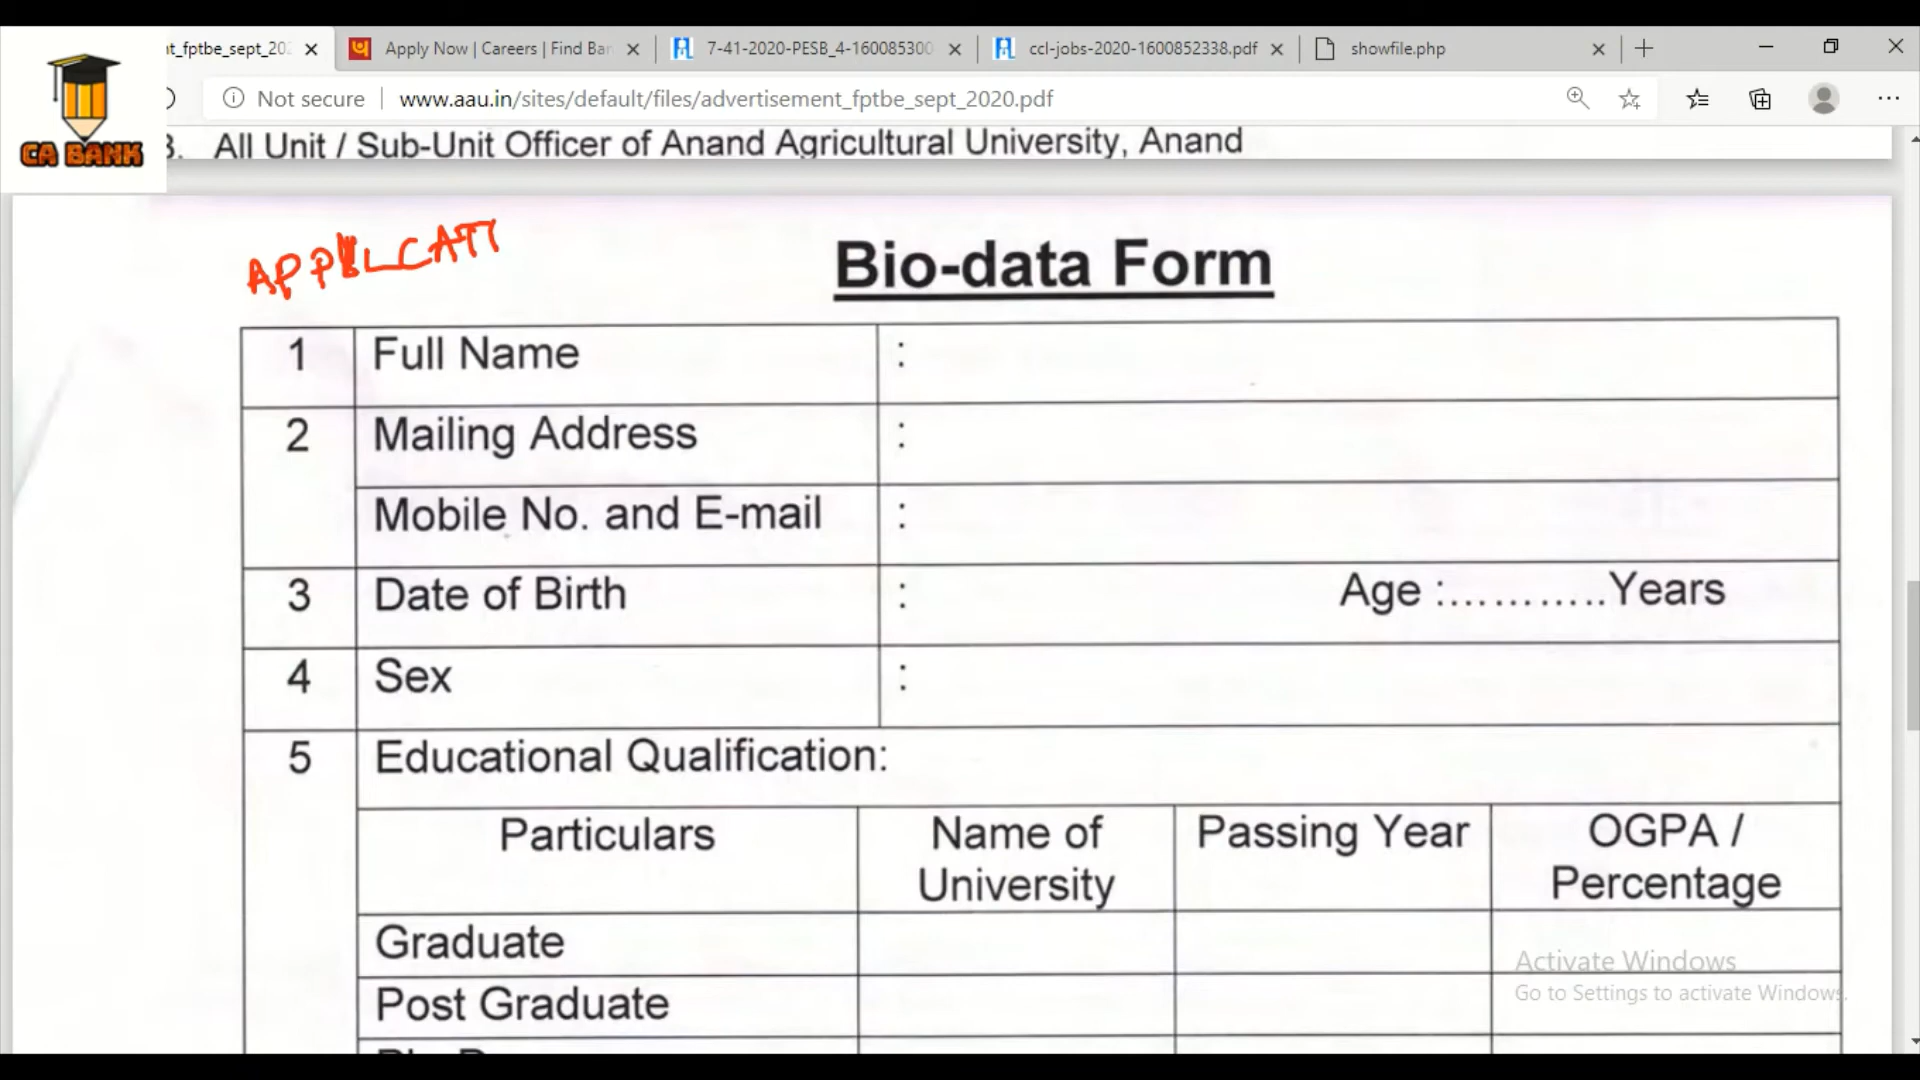 nt_fptbe_sept_202
Apply Now | Careers | Find Ban
7-41-2020-PESB_4-160085300
ccl-jobs-2020-1600852338.pdf
showfile.php
Not secure
www.aau.in/sites/default/files/advertisement_fptbe_sept_2020.pdf
CA BANK
3. All Unit / Sub-Unit Officer of Anand Agricultural University, Anand
Bio-data Form
1 Full Name :
2 Mailing Address :
Mobile No. and E-mail :
3 Date of Birth : Age :...........Years
4 Sex :
5 Educational Qualification:
Particulars Name of University Passing Year OGPA / Percentage
Graduate
Post Graduate
Activate Windows
Go to Settings to activate Windows.